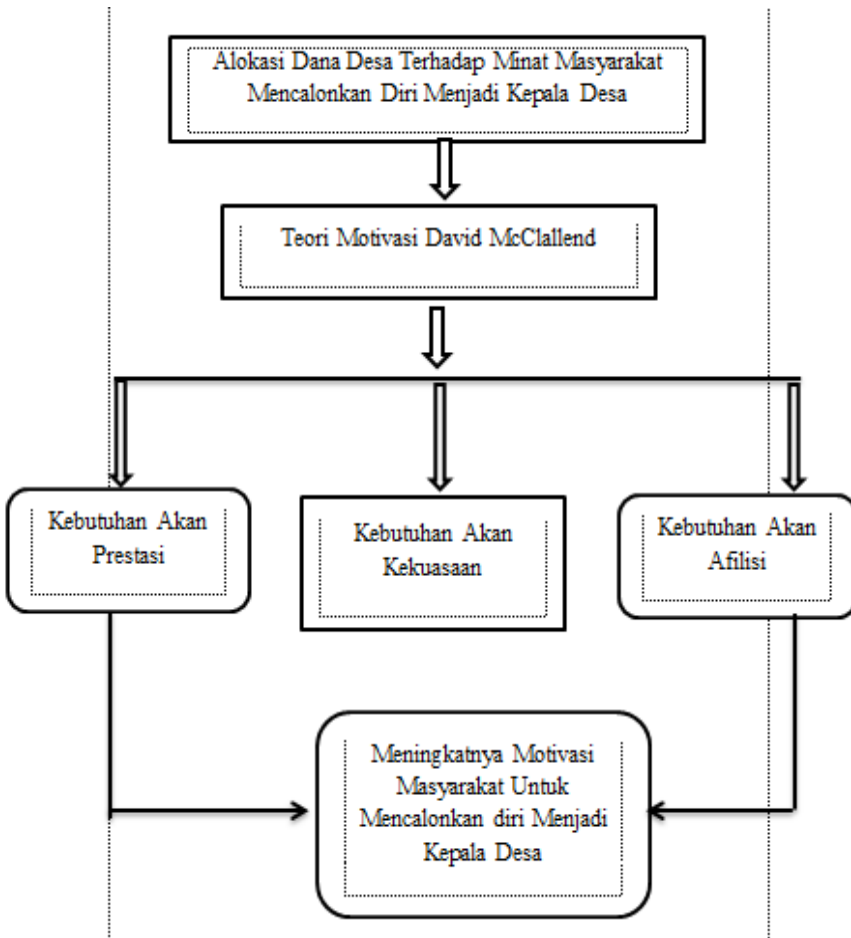 Alokasi Dana Desa Terhadap Minat Masyarakat
Mencalonkan Diri Menjadi Kepala Desa
Teori Motivasi David McClallend
Kebutuhan Akan
Prestasi
Kebutuhan Akan
Kekuasaan
Kebutuhan Akan
Afilisi
Meningkatnya Motivasi
Masyarakat Untuk
Mencalonkan diri Menjadi
Kepala Desa